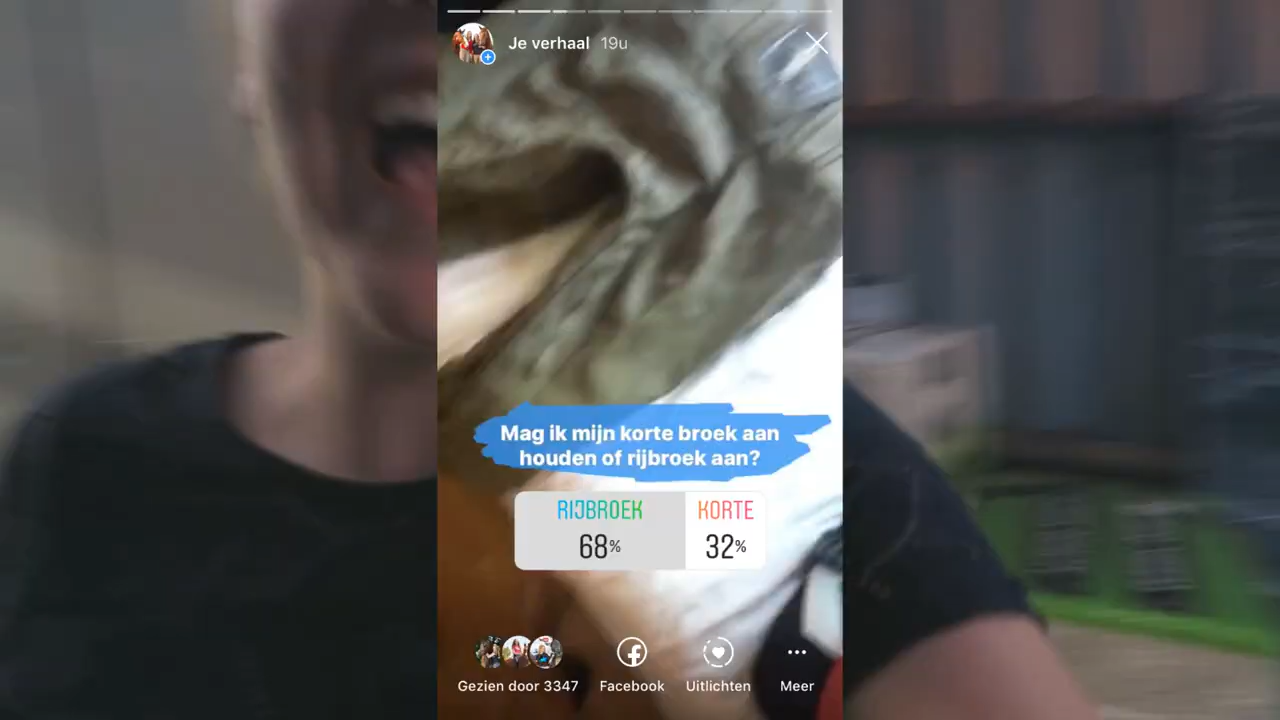 Je verhaal 19u
Mag ik mijn korte broek aan
houden of rijbroek aan?
RIJBROEK KORTE
68% 32%
Gezien door 3347 Facebook Uitlichten Meer